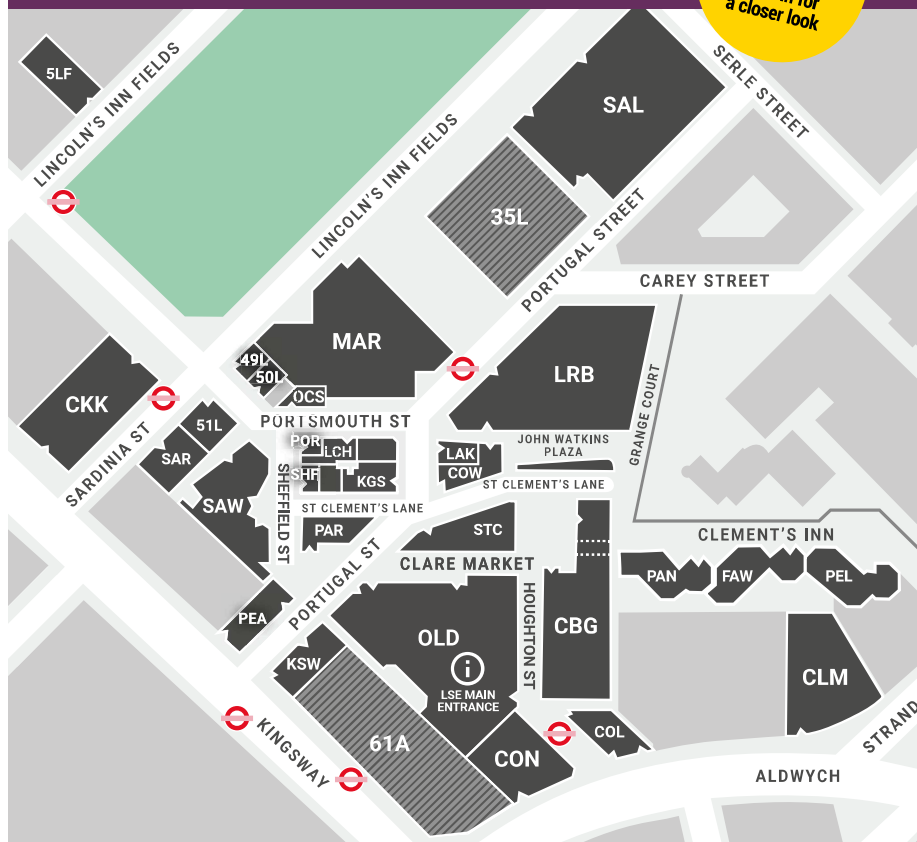 a closer look
5LF
LINCOLN'S INN FIELDS
SERLE STREET
SAL
LINCOLN'S INN FIELDS
35L
PORTUGAL STREET
CAREY STREET
MAR
49L
50L
OCS
LRB
CKK
GRANGE COURT
PORTSMOUTH ST
51L
POR
LCH
LAK
JOHN WATKINS
PLAZA
SAR
SARDINIA ST
SHF
KGS
COW
ST CLEMENT'S LANE
SAW
SHEFFIELD ST
ST CLEMENT'S LANE
PAR
STC
CLEMENT'S INN
PORTUGAL ST
CLARE MARKET
PAN
FAW
PEL
PEA
HOUGHTON ST
CBG
OLD
i
LSE MAIN
ENTRANCE
KSW
CLM
61A
KINGSWAY
CON
COL
STRAND
ALDWYCH